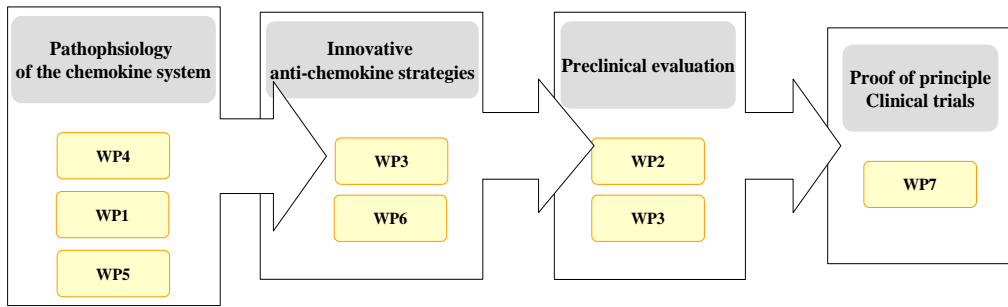 Pathophsiology
of the chemokine system
WP4
WP1
WP5
Innovative
anti-chemokine strategies
WP3
WP6
Preclinical evaluation
WP2
WP3
Proof of principle
Clinical trials
WP7